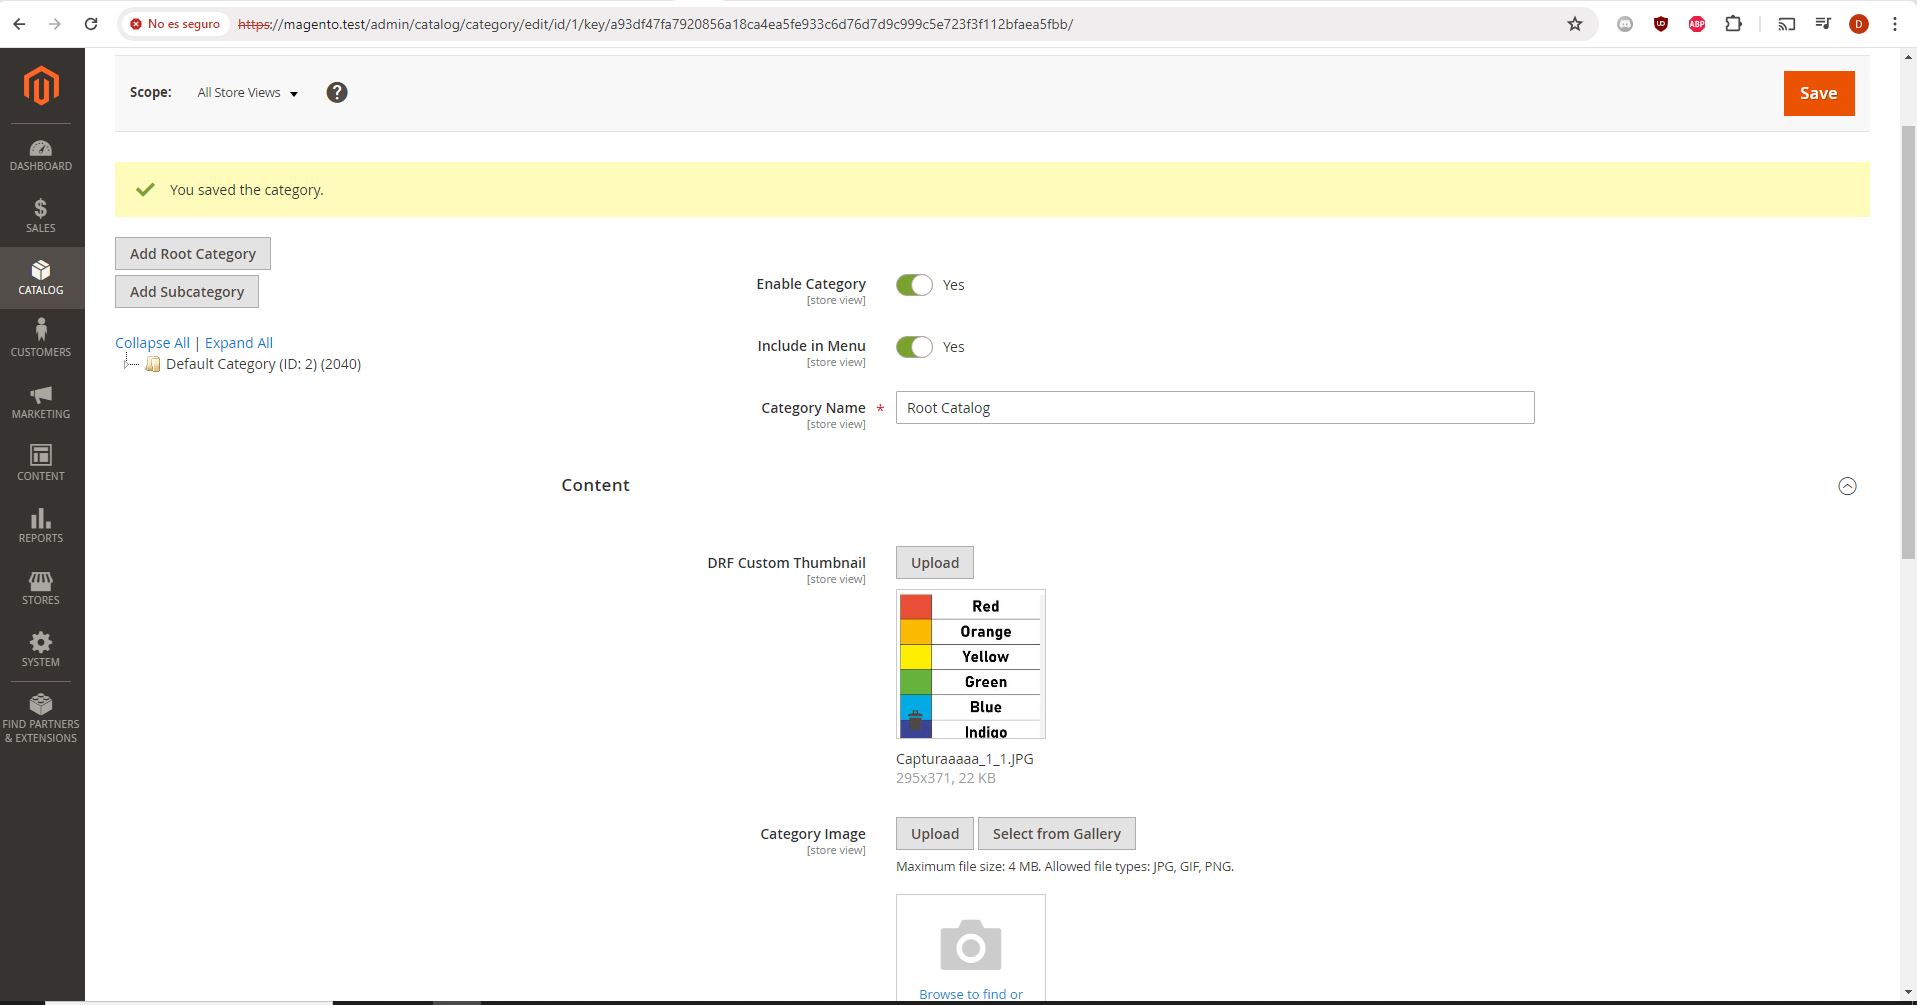 No es seguro https://magento.test/admin/catalog/category/edit/id/1/key/a93df47fa7920856a18ca4ea5fe933c6d76d7d9c999c5e723f3f112bfaea5fbb/
UD
ABP
D
Scope: All Store Views ?
Save
DASHBOARD
SALES
CATALOG
CUSTOMERS
MARKETING
CONTENT
REPORTS
STORES
SYSTEM
FIND PARTNERS
& EXTENSIONS
You saved the category.
Add Root Category
Add Subcategory
Collapse All | Expand All
Default Category (ID: 2) (2040)
Enable Category
[store view]
Yes
Include in Menu
[store view]
Yes
Category Name *
[store view]
Root Catalog
Content
DRF Custom Thumbnail
[store view]
Upload
Red
Orange
Yellow
Green
Blue
Indigo
Capturaaaaa_1_1.JPG
295x371, 22 KB
Category Image
[store view]
Upload
Select from Gallery
Maximum file size: 4 MB. Allowed file types: JPG, GIF, PNG.
Browse to find or